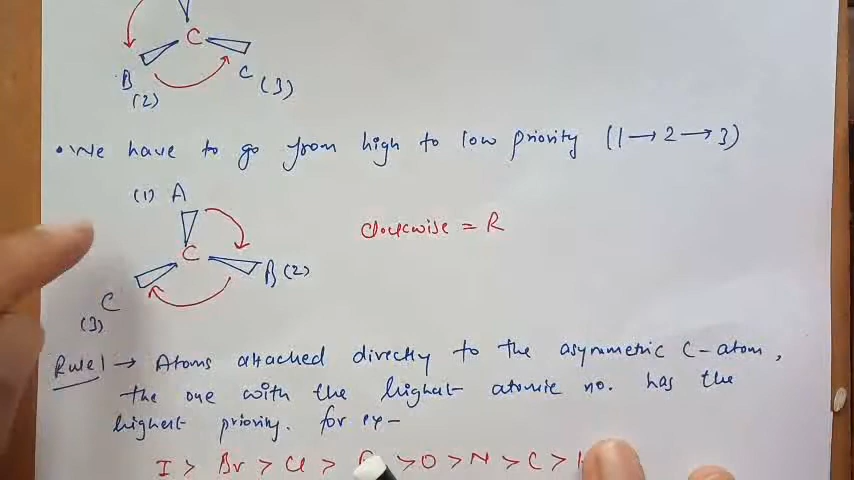 C
B
(2)
C (3)
• We have to go from high to low priority (1 → 2 → 3)
(1) A
C
B (2)
C
(3)
Clockwise = R
Rule 1 → Atoms attached directly to the asymmetric C-atom,
the one with the highest atomic no. has the
highest priority. for ex-
I > Br > Cl > > O > N > C >